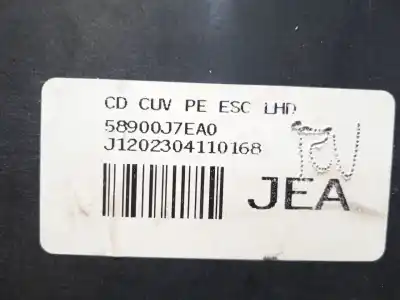 CD CUV PE ESC LHD
58900J7EA0
J1202304110168
JEA